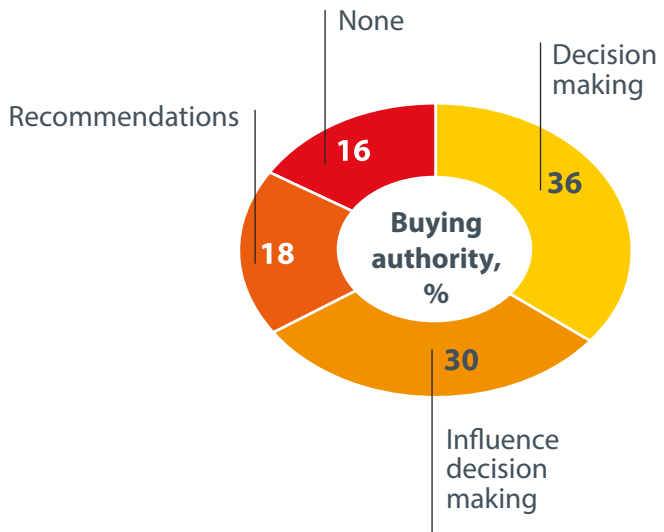 None
Decision
making
Recommendations
16
36
Buying
authority,
%
18
30
Influence
decision
making